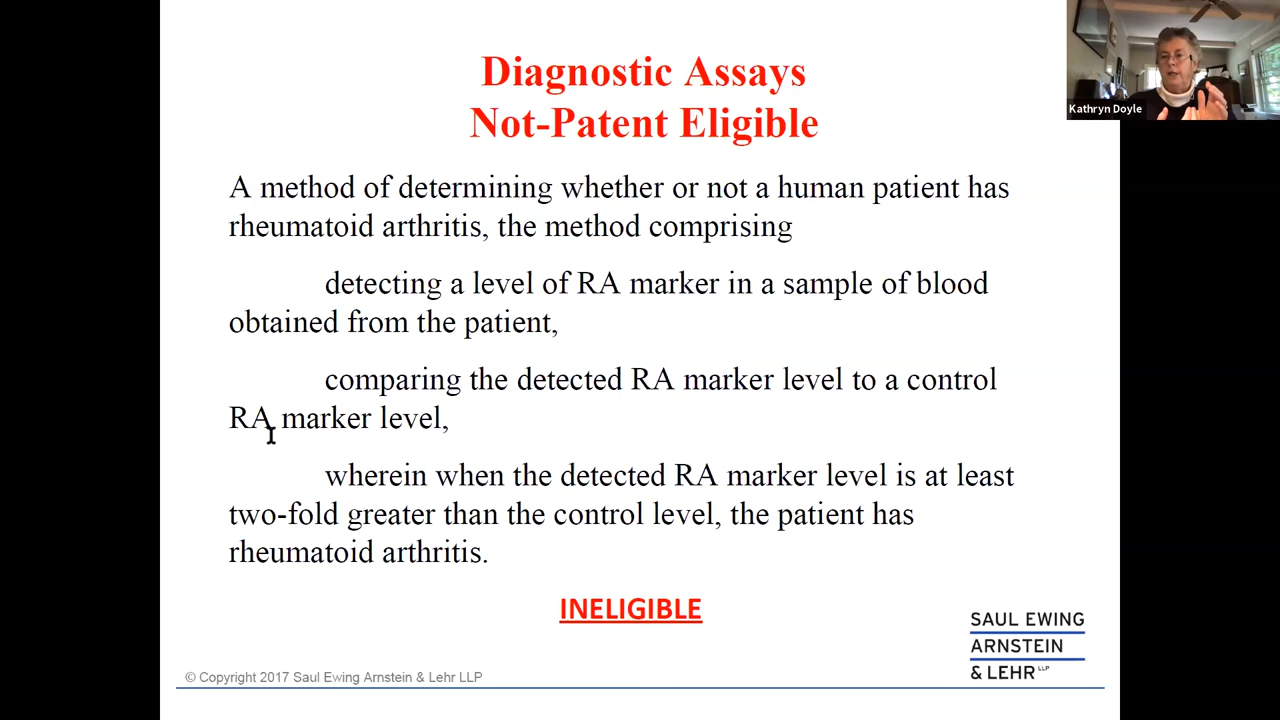 Diagnostic Assays
Not-Patent Eligible
Kathryn Doyle
A method of determining whether or not a human patient has
rheumatoid arthritis, the method comprising
detecting a level of RA marker in a sample of blood
obtained from the patient,
comparing the detected RA marker level to a control
RA marker level,
wherein when the detected RA marker level is at least
two-fold greater than the control level, the patient has
rheumatoid arthritis.
INELIGIBLE
SAUL EWING
ARNSTEIN
& LEHR LLP
© Copyright 2017 Saul Ewing Arnstein & Lehr LLP